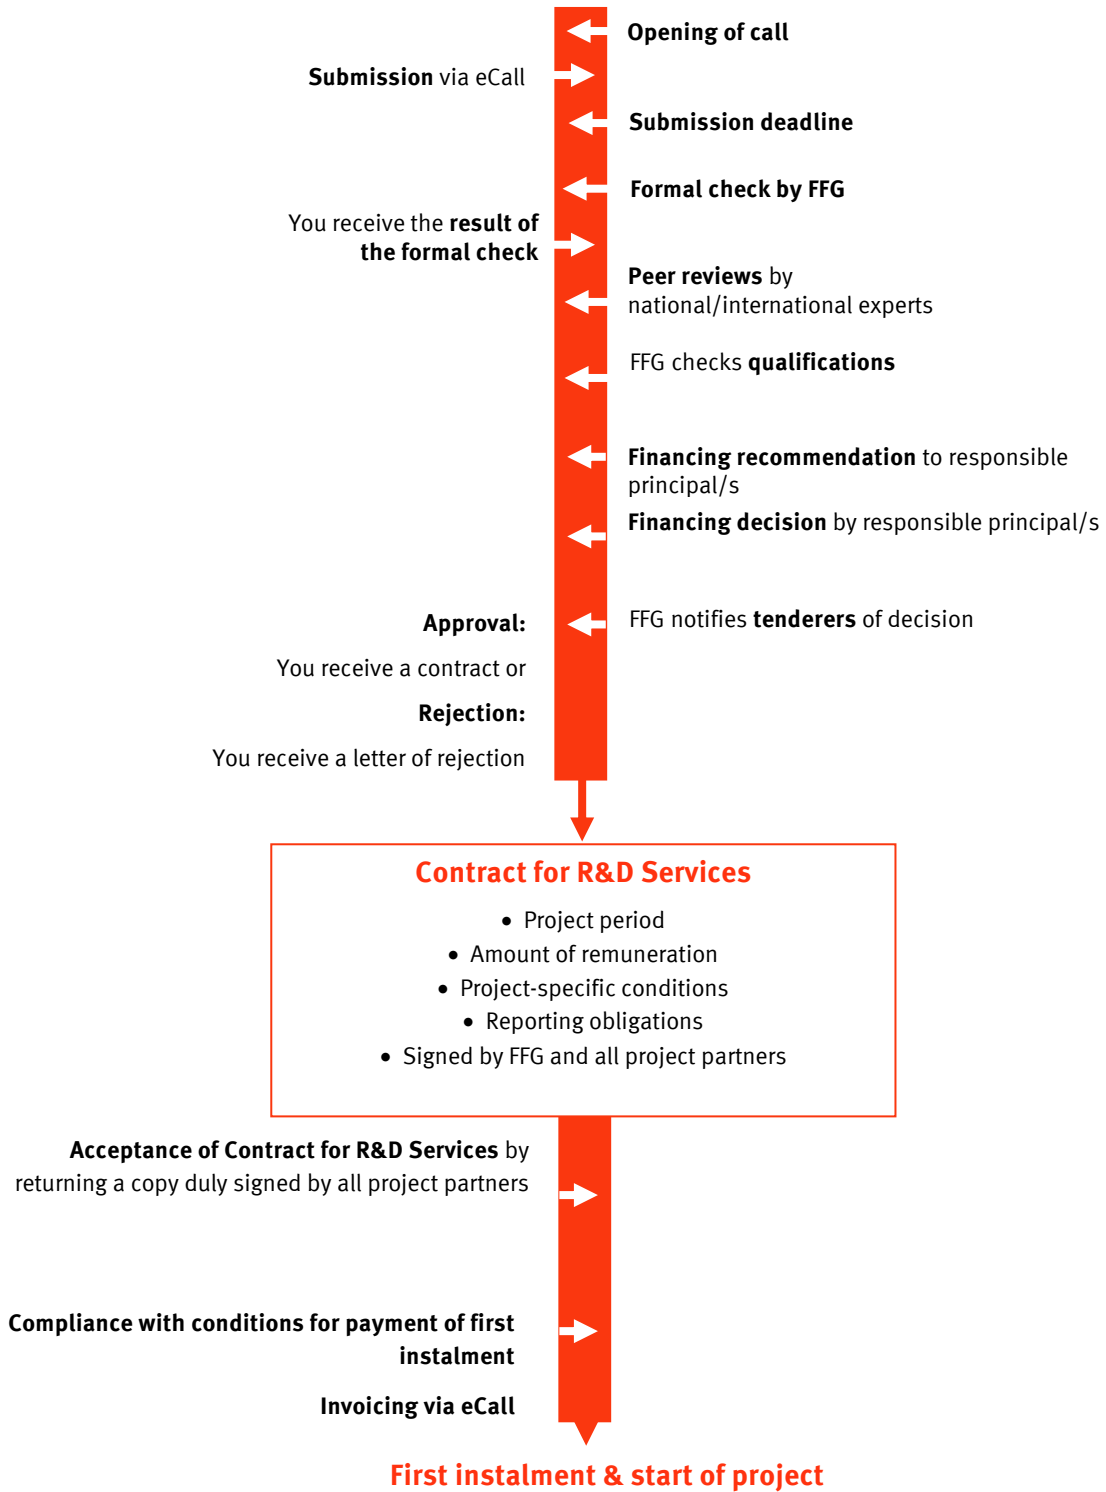 Opening of call
Submission via eCall
Submission deadline
Formal check by FFG
You receive the result of
the formal check
Peer reviews by
national/international experts
FFG checks qualifications
Financing recommendation to responsible
principal/s
Financing decision by responsible principal/s
FFG notifies tenderers of decision
Approval:
You receive a contract or
Rejection:
You receive a letter of rejection
Contract for R&D Services
• Project period
• Amount of remuneration
• Project-specific conditions
• Reporting obligations
• Signed by FFG and all project partners
Acceptance of Contract for R&D Services by
returning a copy duly signed by all project partners
Compliance with conditions for payment of first
instalment
Invoicing via eCall
First instalment & start of project